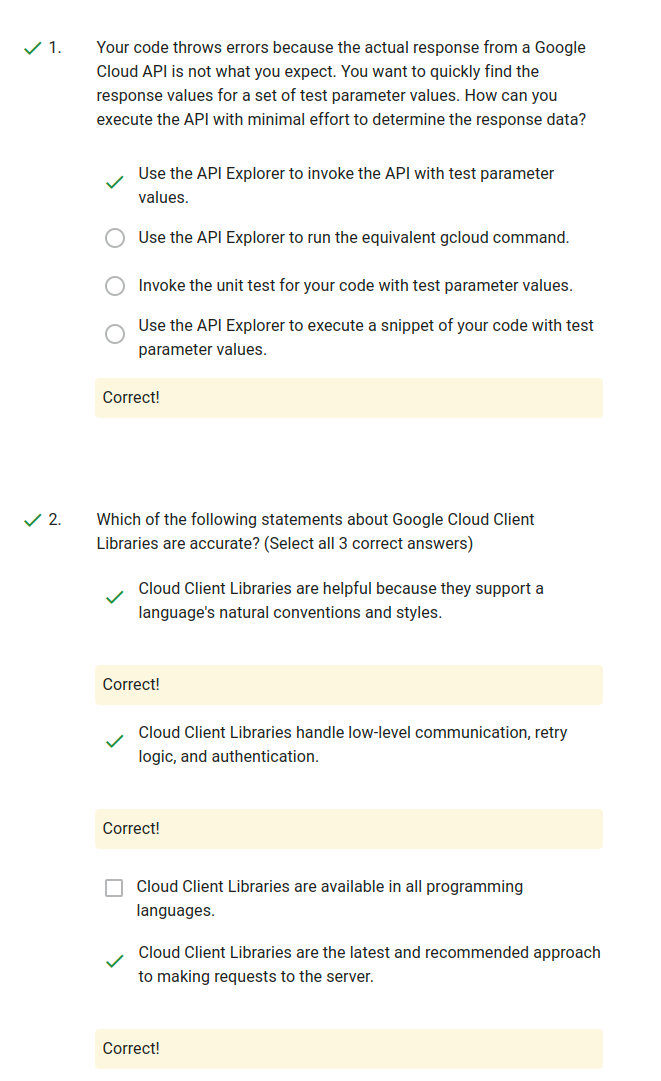 1.
Your code throws errors because the actual response from a Google
Cloud API is not what you expect. You want to quickly find the
response values for a set of test parameter values. How can you
execute the API with minimal effort to determine the response data?
Use the API Explorer to invoke the API with test parameter
values.
Use the API Explorer to run the equivalent gcloud command.
Invoke the unit test for your code with test parameter values.
Use the API Explorer to execute a snippet of your code with test
parameter values.
Correct!
2.
Which of the following statements about Google Cloud Client
Libraries are accurate? (Select all 3 correct answers)
Cloud Client Libraries are helpful because they support a
language's natural conventions and styles.
Correct!
Cloud Client Libraries handle low-level communication, retry
logic, and authentication.
Correct!
Cloud Client Libraries are available in all programming
languages.
Cloud Client Libraries are the latest and recommended approach
to making requests to the server.
Correct!